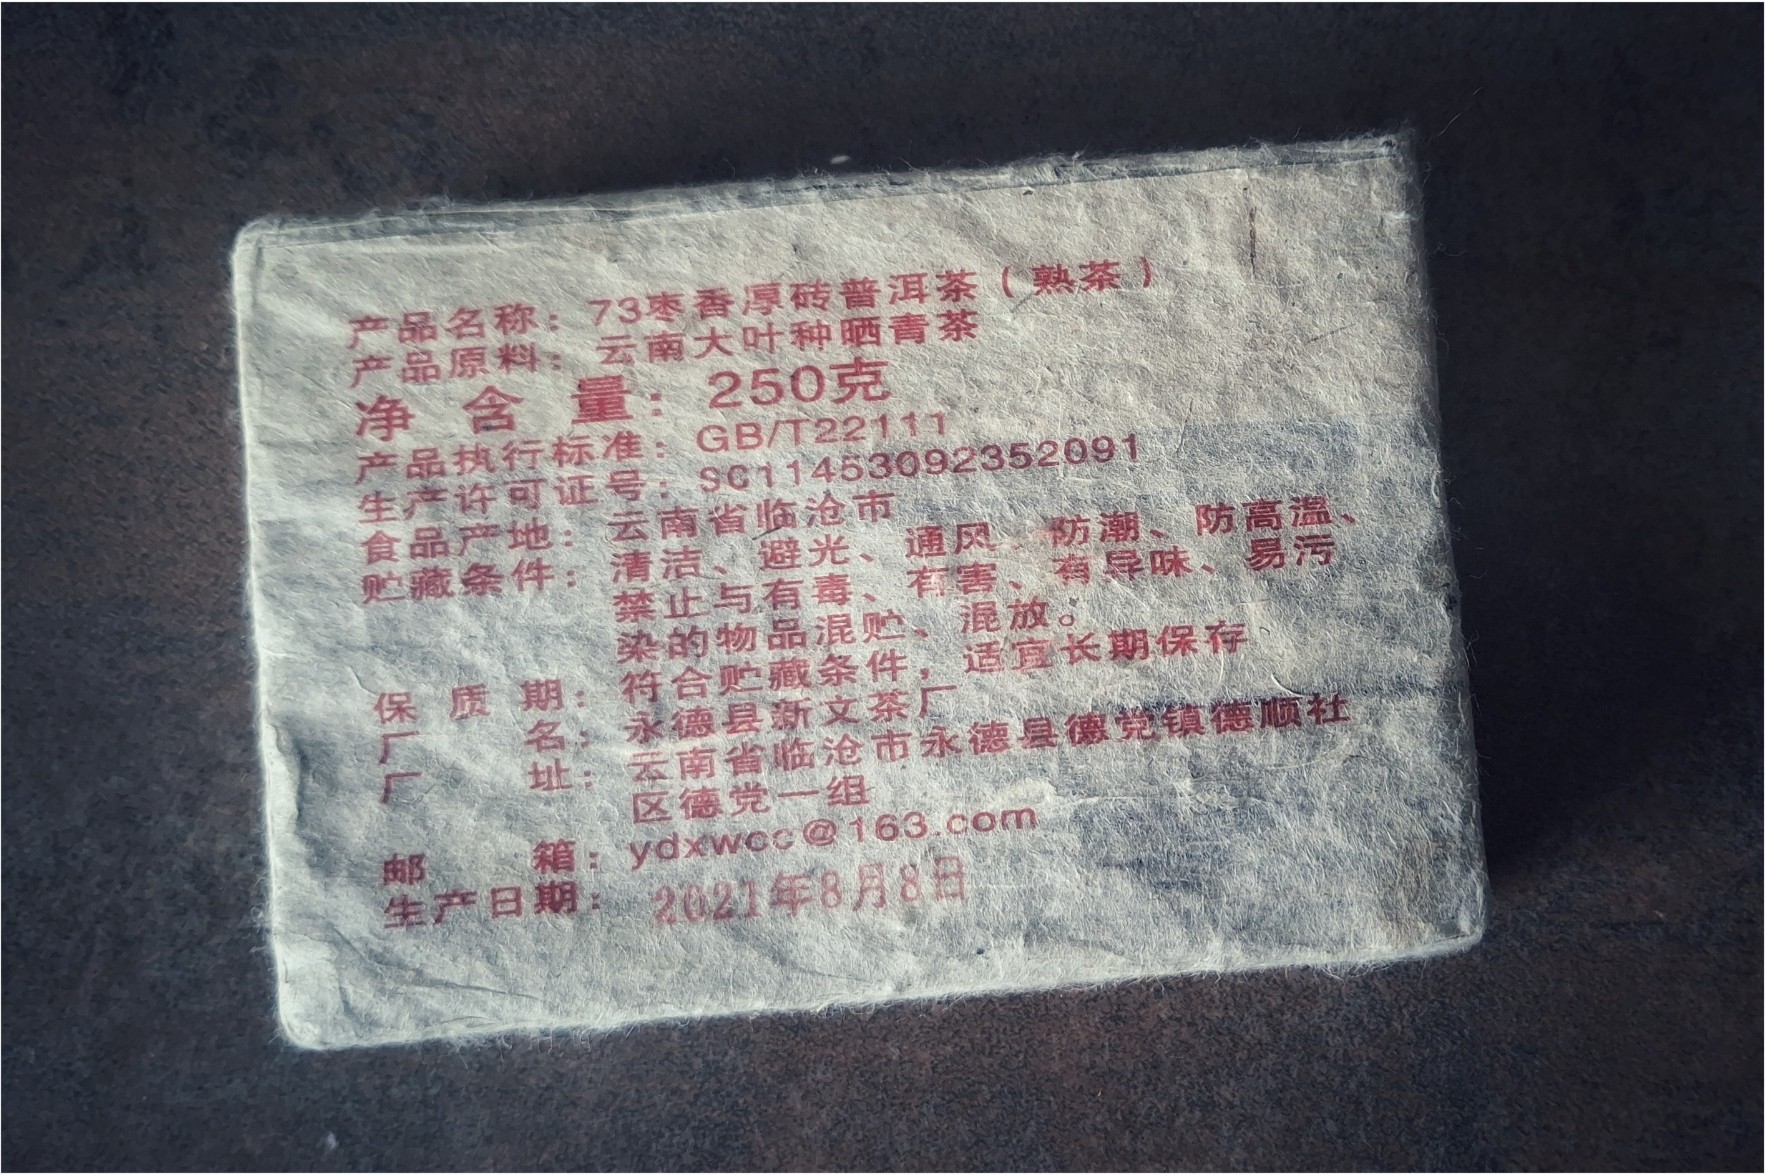 产品名称：73枣香厚砖普洱茶（熟茶）
产品原料：云南大叶种晒青茶
净含量：250克
产品执行标准：GB/T22111
生产许可证号：SC11453092352091
食品产地：云南省临沧市
贮藏条件：清洁、避光、通风、防潮、防高温、
禁止与有毒、有害、有异味、易污
染的物品混贮、混放。
保质期：符合贮藏条件，适宜长期保存
厂名：永德县新文茶厂
厂址：云南省临沧市永德县德党镇德顺社
区德党一组
邮箱：ydxwcc@163.com
生产日期：2021年8月8日